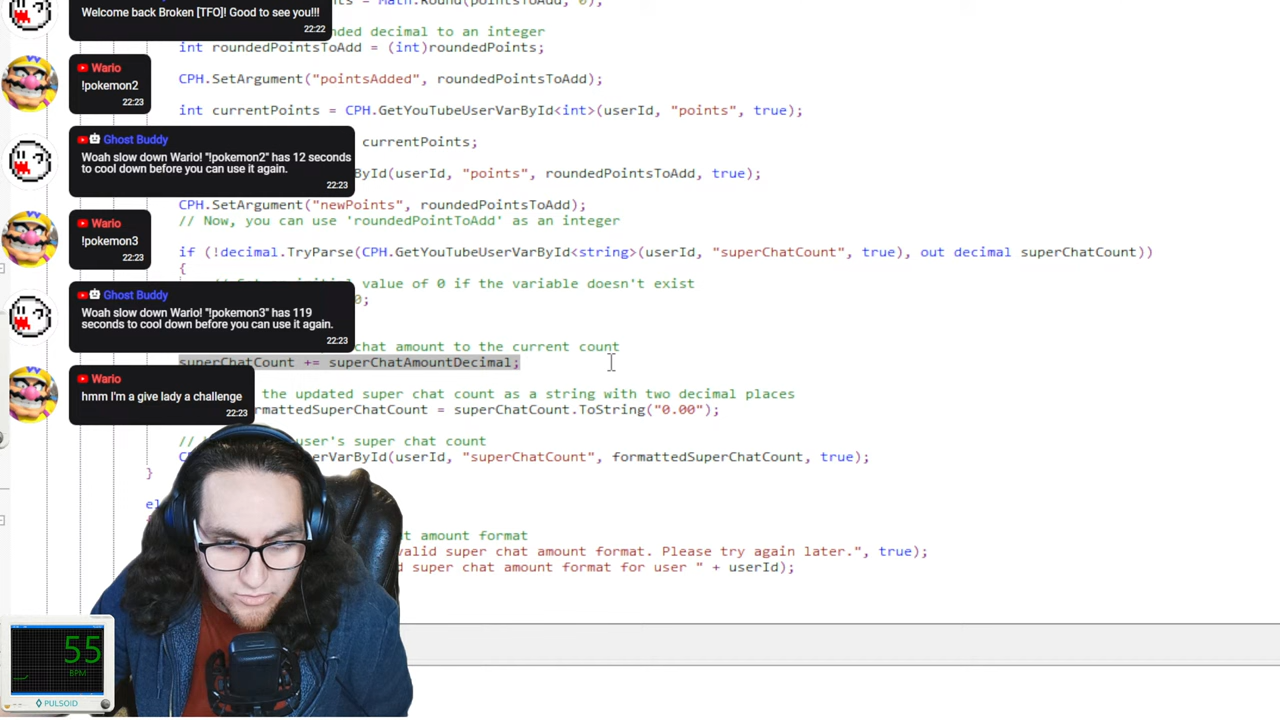 Welcome back Broken [TFO]! Good to see you!!!
22:22
= Math.Round(pointsToAdd, 0);
decimal to an integer
int roundedPointsToAdd = (int)roundedPoints;
Wario
!pokemon2
22:23
CPH.SetArgument("pointsAdded", roundedPointsToAdd);
int currentPoints = CPH.GetYouTubeUserVarById<int>(userId, "points", true);
Ghost Buddy
Woah slow down Wario! "!pokemon2" has 12 seconds
to cool down before you can use it again.
22:23
currentPoints;
ById(userId, "points", roundedPointsToAdd, true);
CPH.SetArgument("newPoints", roundedPointsToAdd);
// Now, you can use 'roundedPointToAdd' as an integer
Wario
!pokemon3
22:23
if (!decimal.TryParse(CPH.GetYouTubeUserVarById<string>(userId, "superChatCount", true), out decimal superChatCount))
{
value of 0 if the variable doesn't exist
0;
Ghost Buddy
Woah slow down Wario! "!pokemon3" has 119
seconds to cool down before you can use it again.
22:23
chat amount to the current count
superChatCount += superChatAmountDecimal;
Wario
hmm I'm a give lady a challenge
22:23
the updated super chat count as a string with two decimal places
formattedSuperChatCount = superChatCount.ToString("0.00");
// user's super chat count
erVarById(userId, "superChatCount", formattedSuperChatCount, true);
}
el
amount format
valid super chat amount format. Please try again later.", true);
d super chat amount format for user " + userId);
55
BPM
PULSOID